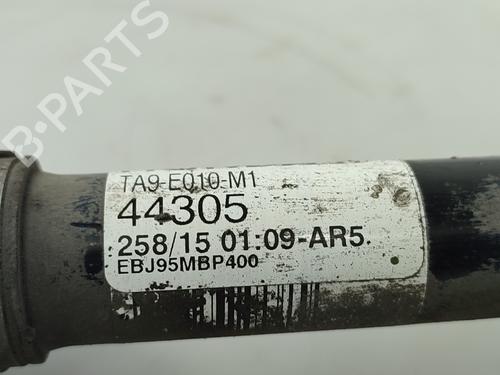 B-PARTS
TA9-E010-M1
44305
258/15 01:09-AR5.
EBJ95MBP400